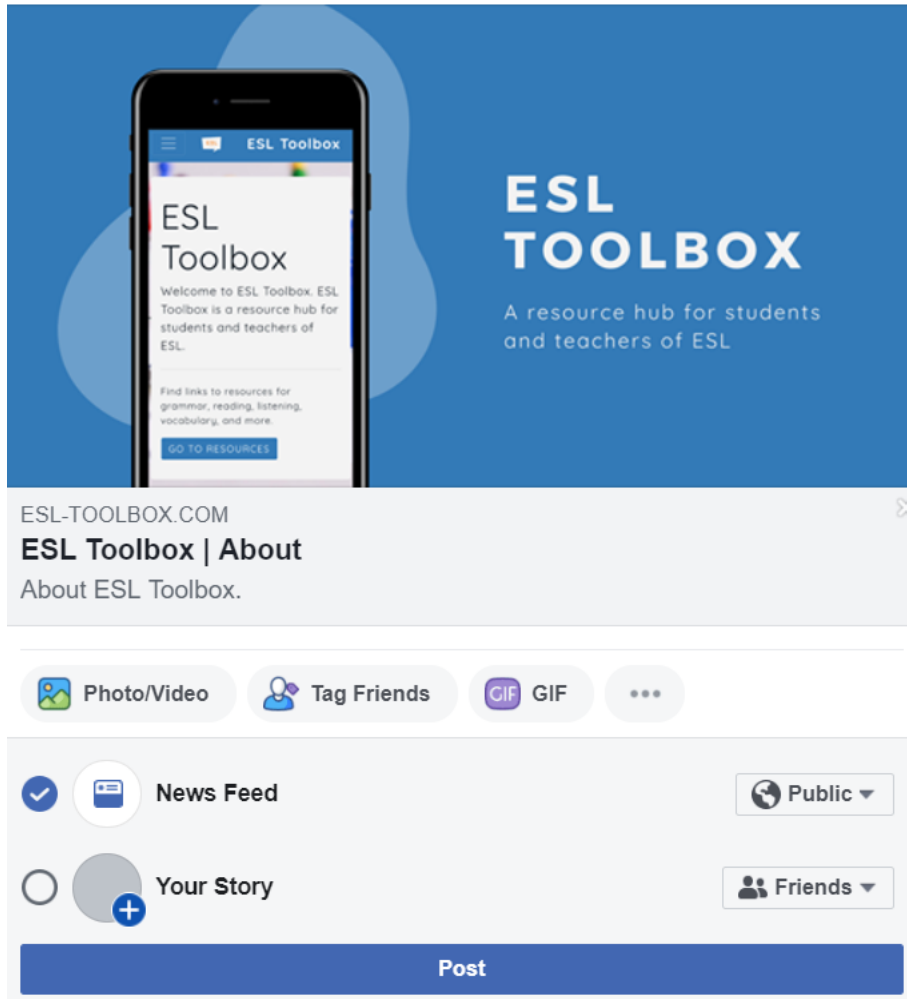 ESL Toolbox
ESL
Toolbox
Welcome to ESL Toolbox. ESL
Toolbox is a resource hub for
students and teachers of
ESL.
Find links to resources for
grammar, reading, listening,
vocabulary, and more.
GO TO RESOURCES
ESL
TOOLBOX
A resource hub for students
and teachers of ESL
ESL-TOOLBOX.COM
ESL Toolbox | About
About ESL Toolbox.
Photo/Video
Tag Friends
GIF GIF
News Feed
Public
Your Story
Friends
Post